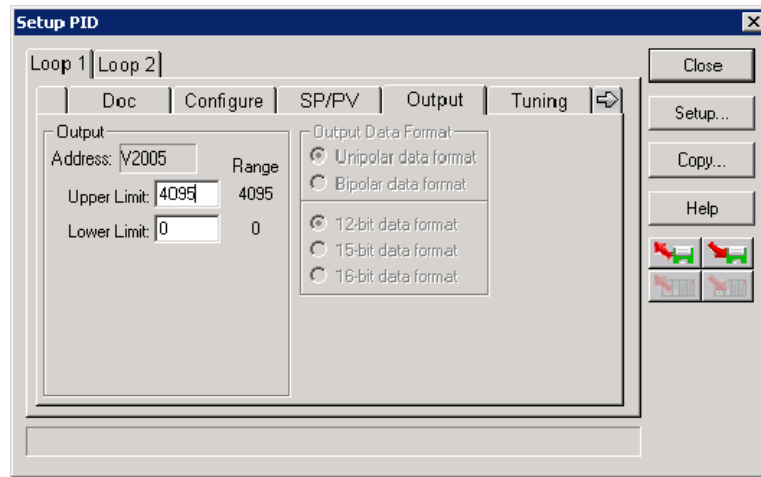 Setup PID
Loop 1 Loop 2
Close
Doc Configure SP/PV Output Tuning
Setup...
Output
Output Data Format
Address: V2005
Range
Unipolar data format
Copy...
Upper Limit: 4095 4095
Bipolar data format
Lower Limit: 0 0
12-bit data format
Help
15-bit data format
16-bit data format